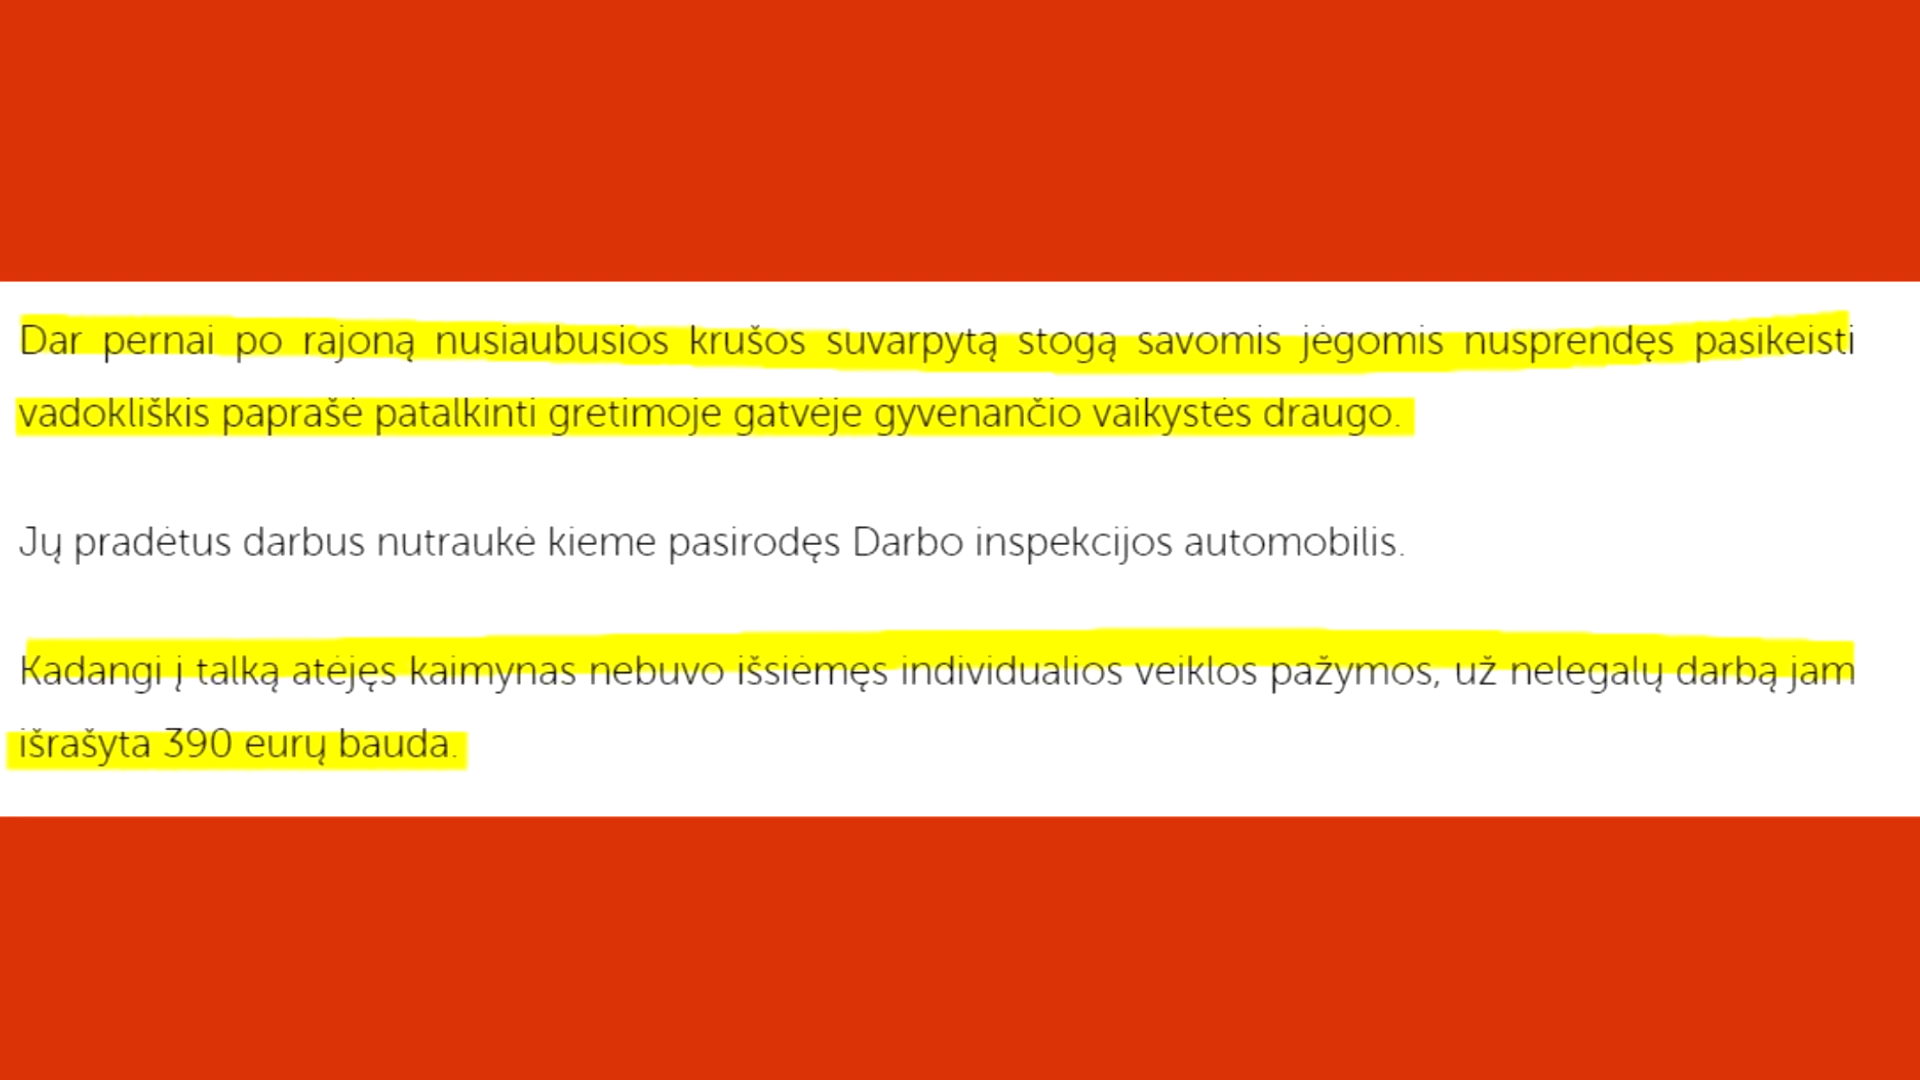 Dar pernai po rajoną nusiaubusios krušos suvarpytą stogą savomis jėgomis nusprendęs pasikeisti
vadokliškis paprašė patalkinti gretimoje gatvėje gyvenančio vaikystės draugo.
Jų pradėtus darbus nutraukė kieme pasirodęs Darbo inspekcijos automobilis.
Kadangi į talką atėjęs kaimynas nebuvo išsiėmęs individualios veiklos pažymos, už nelegalų darbą jam
išrašyta 390 eurų bauda.